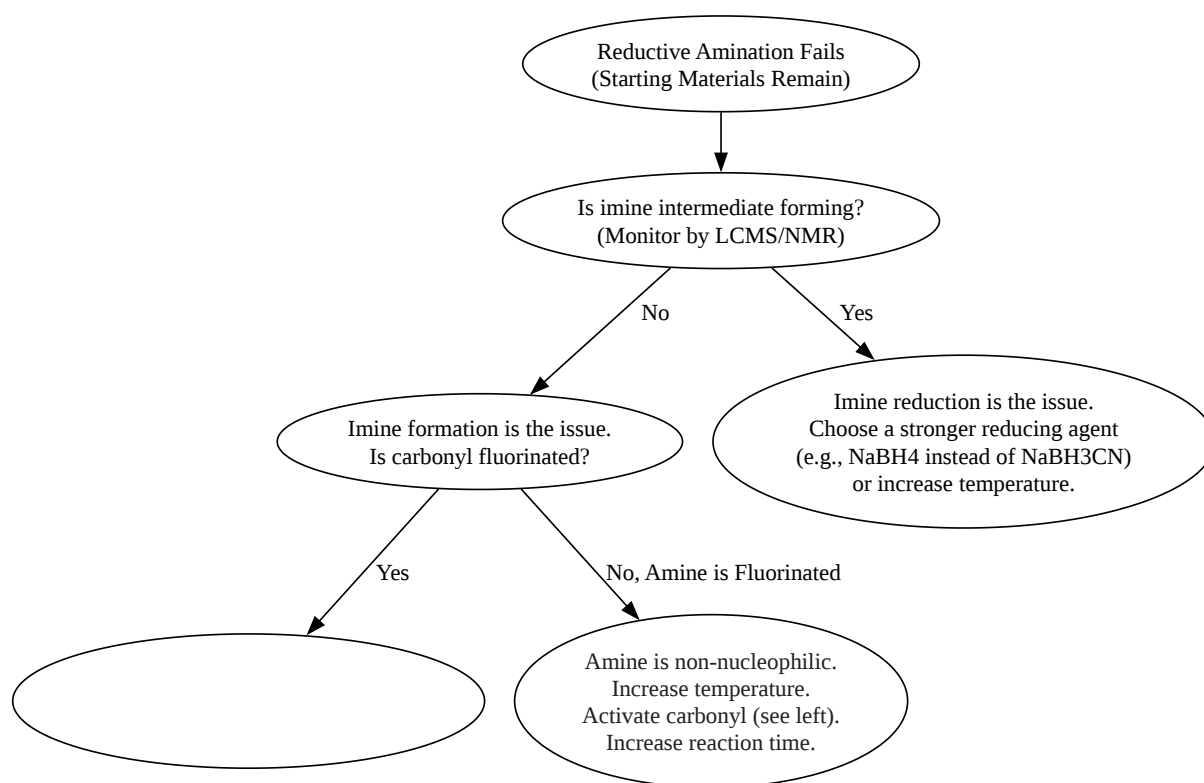 Reductive Amination Fails
(Starting Materials Remain)
Is imine intermediate forming?
(Monitor by LCMS/NMR)
No
Yes
Imine formation is the issue.
Is carbonyl fluorinated?
Imine reduction is the issue.
Choose a stronger reducing agent
(e.g., NaBH4 instead of NaBH3CN)
or increase temperature.
Yes
No, Amine is Fluorinated
Amine is non-nucleophilic.
Increase temperature.
Activate carbonyl (see left).
Increase reaction time.